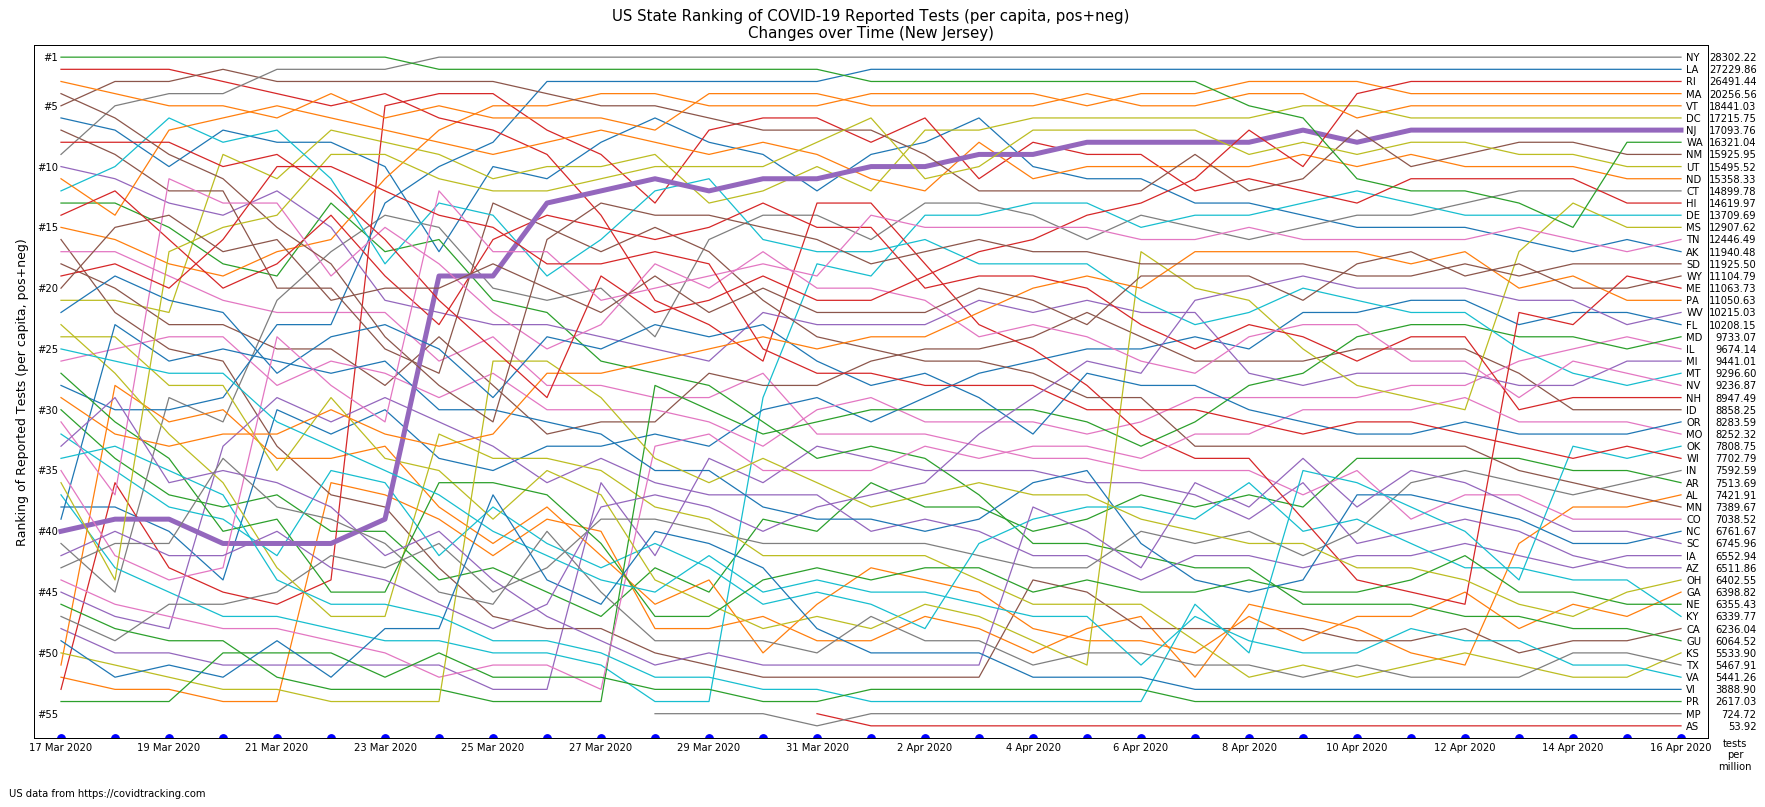 US State Ranking of COVID-19 Reported Tests (per capita, pos+neg)
Changes over Time (New Jersey)
Ranking of Reported Tests (per capita, pos+neg)
#1
#5
#10
#15
#20
#25
#30
#35
#40
#45
#50
#55
NY 28302.22
LA 27229.86
RI 26491.44
MA 20256.56
VT 18441.03
DC 17215.75
NJ 17093.76
WA 16321.04
NM 15925.95
UT 15495.52
ND 15358.33
CT 14899.78
HI 14619.97
DE 13709.69
MS 12907.62
TN 12446.49
AK 11940.48
SD 11925.50
WY 11104.79
ME 11063.73
PA 11050.63
WV 10215.03
FL 10208.15
MD 9733.07
IL 9674.14
MI 9441.01
MT 9296.60
NV 9236.87
NH 8947.49
ID 8858.25
OR 8283.59
MO 8252.32
OK 7808.75
WI 7702.79
IN 7592.59
AR 7513.69
AL 7421.91
MN 7389.67
CO 7038.52
NC 6761.67
SC 6745.96
IA 6552.94
AZ 6511.86
OH 6402.55
GA 6398.82
NE 6355.43
KY 6339.77
CA 6236.04
GU 6064.52
KS 5533.90
TX 5467.91
VA 5441.26
VI 3888.90
PR 2617.03
MP 724.72
AS 53.92
17 Mar 2020
19 Mar 2020
21 Mar 2020
23 Mar 2020
25 Mar 2020
27 Mar 2020
29 Mar 2020
31 Mar 2020
2 Apr 2020
4 Apr 2020
6 Apr 2020
8 Apr 2020
10 Apr 2020
12 Apr 2020
14 Apr 2020
16 Apr 2020
tests
per
million
US data from https://covidtracking.com